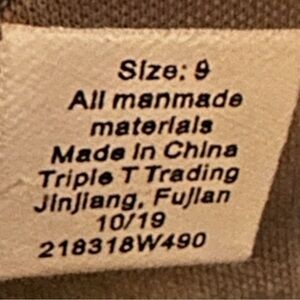 Size: 9
All manmade
materials
Made In China
Triple T Trading
Jinjiang, Fujian
10/19
218318W490